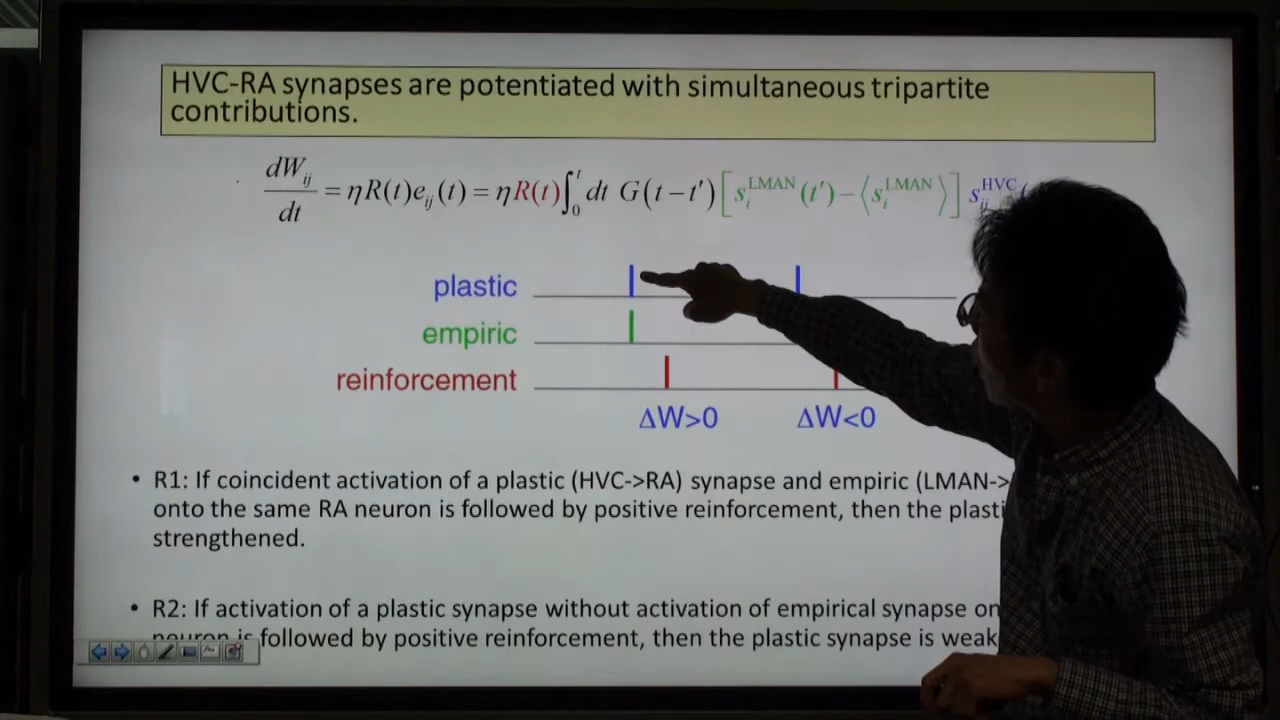 HVC-RA synapses are potentiated with simultaneous tripartite
contributions.
dW_ij/dt = ηR(t)e_ij(t) = ηR(t)∫_0^t dt G(t−t′)[s_i^LMAN(t′)−⟨s_i^LMAN⟩] s_ij^HVC(
plastic
empiric
reinforcement
ΔW>0 ΔW<0
• R1: If coincident activation of a plastic (HVC->RA) synapse and empiric (LMAN->
onto the same RA neuron is followed by positive reinforcement, then the plasti
strengthened.
• R2: If activation of a plastic synapse without activation of empirical synapse on
neuron is followed by positive reinforcement, then the plastic synapse is weak